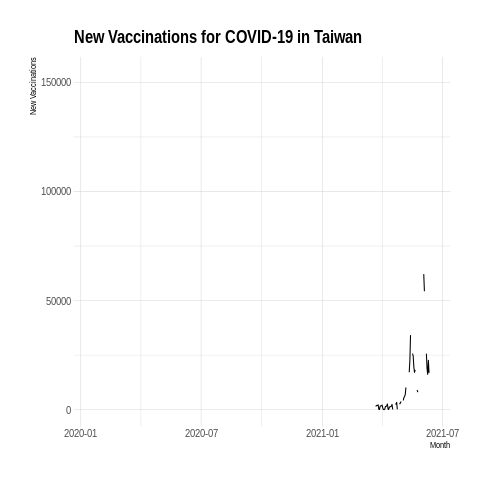 New Vaccinations for COVID-19 in Taiwan
New Vaccinations
150000
100000
50000
0
2020-01
2020-07
2021-01
2021-07
Month